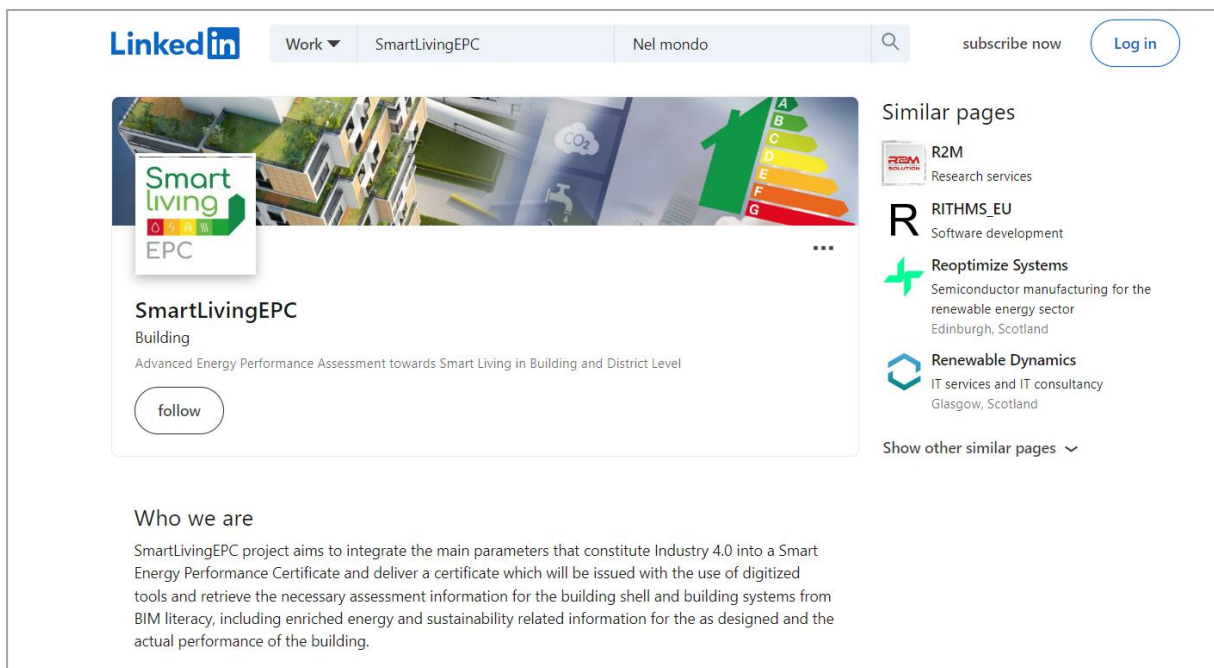 Linked in
Work
SmartLivingEPC
Nel mondo
subscribe now
Log in
CO2
A
B
C
D
E
F
G
Smart
living
EPC
SmartLivingEPC
Building
Advanced Energy Performance Assessment towards Smart Living in Building and District Level
follow
Who we are
SmartLivingEPC project aims to integrate the main parameters that constitute Industry 4.0 into a Smart
Energy Performance Certificate and deliver a certificate which will be issued with the use of digitized
tools and retrieve the necessary assessment information for the building shell and building systems from
BIM literacy, including enriched energy and sustainability related information for the as designed and the
actual performance of the building.
Similar pages
R2M
SOLUTION
R2M
Research services
R
RITHMS_EU
Software development
Reoptimize Systems
Semiconductor manufacturing for the
renewable energy sector
Edinburgh, Scotland
Renewable Dynamics
IT services and IT consultancy
Glasgow, Scotland
Show other similar pages